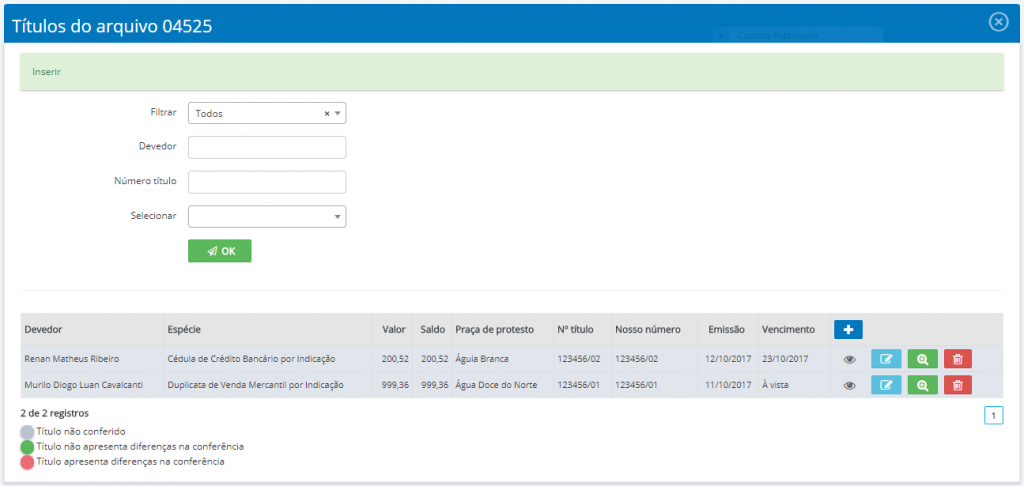 Títulos do arquivo 04525
Captura Retangular
Inserir
Filtrar Todos
Devedor
Número título
Selecionar
OK
Devedor Espécie Valor Saldo Praça de protesto Nº título Nosso número Emissão Vencimento
Renan Matheus Ribeiro Cédula de Crédito Bancário por Indicação 200,52 200,52 Águia Branca 123456/02 123456/02 12/10/2017 23/10/2017
Murilo Diogo Luan Cavalcanti Duplicata de Venda Mercantil por Indicação 999,36 999,36 Água Doce do Norte 123456/01 123456/01 11/10/2017 À vista
2 de 2 registros 1
Título não conferido
Título não apresenta diferenças na conferência
Título apresenta diferenças na conferência